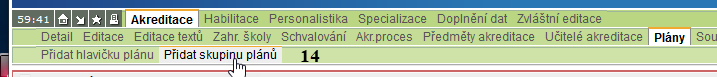 59:41 Akreditace Habilitace Personalistika Specializace Doplnění dat Zvláštní editace
Detail Editace Editace textů Zahr. školy Schvalování Akr.proces Předměty akreditace Učitelé akreditace Plány Sou
Přidat hlavičku plánu Přidat skupinu plánů 14